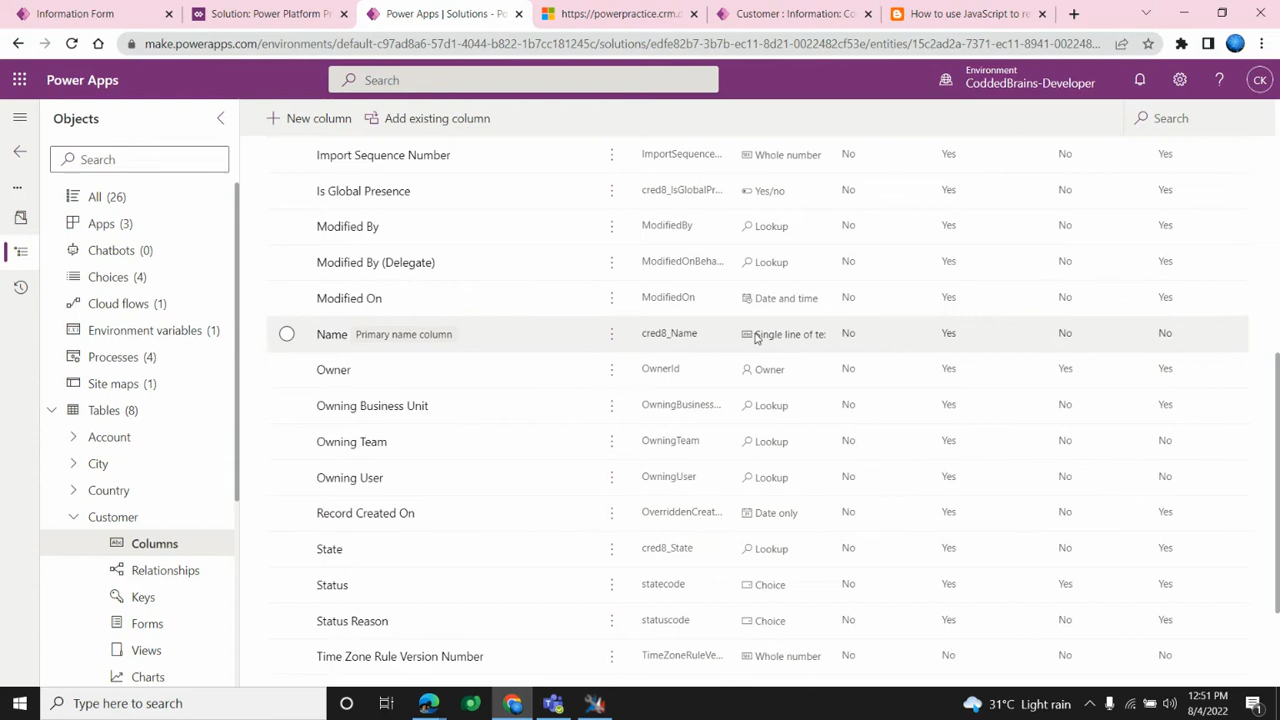 Information Form
Solution: Power Platform Pr
Power Apps | Solutions - Po
https://powerpractice.crm.d
Customer : Information: Co
How to use JavaScript to re
make.powerapps.com/environments/default-c97ad8a6-57d1-4044-b822-1b7cc181245c/solutions/edfe82b7-3b7b-ec11-8d21-0022482cf53e/entities/15c2ad2a-7371-ec11-8941-002248...
Power Apps
Search
Environment
CoddedBrains-Developer
CK
Objects
New column
Add existing column
Search
Search
All (26)
Apps (3)
Chatbots (0)
Choices (4)
Cloud flows (1)
Environment variables (1)
Processes (4)
Site maps (1)
Tables (8)
Account
City
Country
Customer
Columns
Relationships
Keys
Forms
Views
Charts
Import Sequence Number ImportSequence... Whole number No Yes No Yes
Is Global Presence cred8_IsGlobalPr... Yes/no No Yes No Yes
Modified By ModifiedBy Lookup No Yes No Yes
Modified By (Delegate) ModifiedOnBeha... Lookup No Yes No Yes
Modified On ModifiedOn Date and time No Yes No Yes
Name Primary name column cred8_Name Single line of te: No Yes No No
Owner OwnerId Owner No Yes Yes Yes
Owning Business Unit OwningBusiness... Lookup No Yes No Yes
Owning Team OwningTeam Lookup No Yes No No
Owning User OwningUser Lookup No Yes No No
Record Created On OverriddenCreat... Date only No Yes No Yes
State cred8_State Lookup No Yes No Yes
Status statecode Choice No Yes Yes Yes
Status Reason statuscode Choice No Yes No Yes
Time Zone Rule Version Number TimeZoneRuleVe... Whole number No No No No
Type here to search
31°C Light rain
12:51 PM
8/4/2022
1